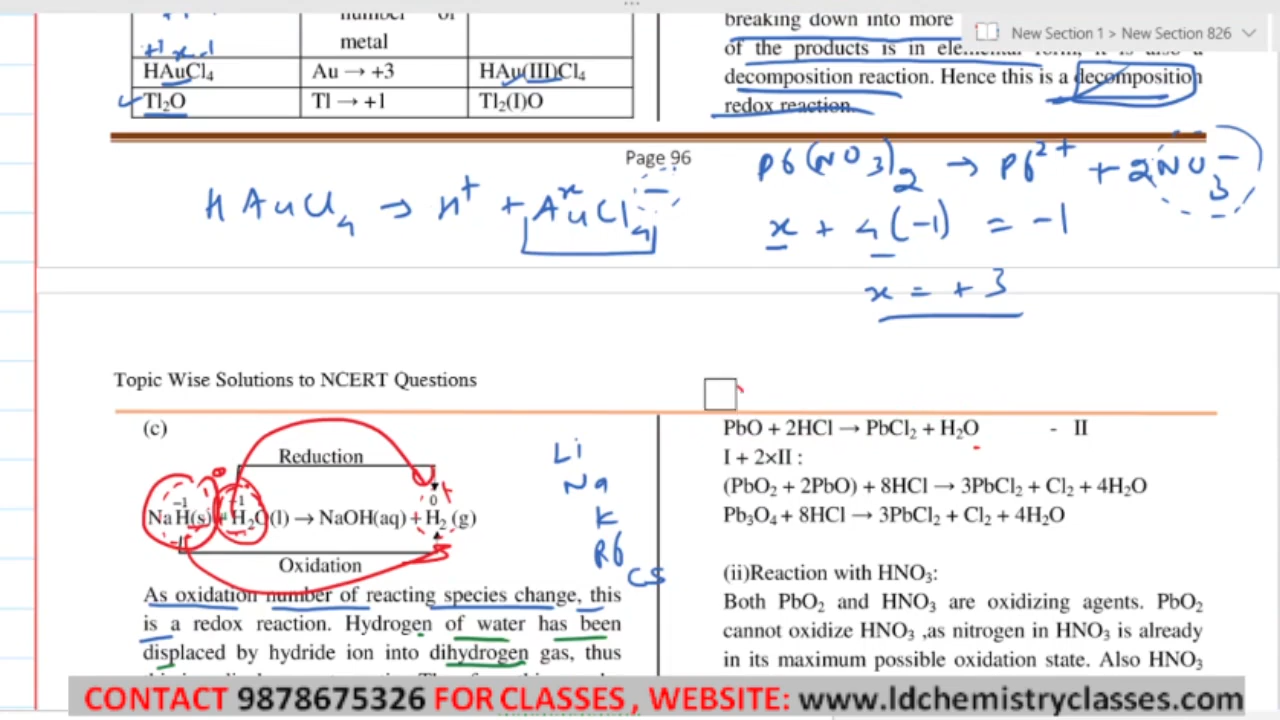 New Section 1 > New Section 826
number of
metal
+1 x -1
HAuCl₄ Au → +3 HAu(III)Cl₄
Tl₂O Tl → +1 Tl₂(I)O
breaking down into more
of the products is in elemental form, it is also a
decomposition reaction. Hence this is a decomposition
redox reaction.
Page 96
HAuCl₄ → H⁺ + AuˣCl₄⁻
Pb(NO₃)₂ → Pb²⁺ + 2NO₃⁻
x + 4(-1) = -1
x = +3
Topic Wise Solutions to NCERT Questions
(c)
Reduction
-1 +1 0
NaH(s) + H₂O(l) → NaOH(aq) + H₂(g)
Oxidation
Li
Na
K
Rb
Cs
As oxidation number of reacting species change, this
is a redox reaction. Hydrogen of water has been
displaced by hydride ion into dihydrogen gas, thus
PbO + 2HCl → PbCl₂ + H₂O - II
I + 2×II :
(PbO₂ + 2PbO) + 8HCl → 3PbCl₂ + Cl₂ + 4H₂O
Pb₃O₄ + 8HCl → 3PbCl₂ + Cl₂ + 4H₂O
(ii)Reaction with HNO₃:
Both PbO₂ and HNO₃ are oxidizing agents. PbO₂
cannot oxidize HNO₃ ,as nitrogen in HNO₃ is already
in its maximum possible oxidation state. Also HNO₃
CONTACT 9878675326 FOR CLASSES , WEBSITE: www.ldchemistryclasses.com